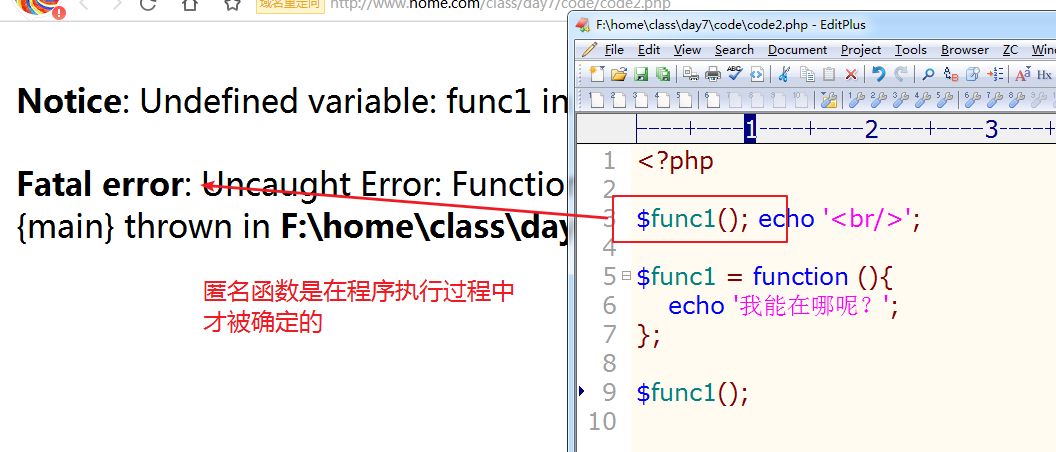 域名重定向 http://www.home.com/class/day7/code/code2.php
Notice: Undefined variable: func1 in
Fatal error: Uncaught Error: Function
{main} thrown in F:\home\class\day
匿名函数是在程序执行过程中
才被确定的
F:\home\class\day7\code\code2.php - EditPlus
File Edit View Search Document Project Tools Browser ZC Wind
----+----1----+----2----+----3----+
1 <?php
2
3 $func1(); echo '<br/>';
4
5 $func1 = function (){
6 echo '我能在哪呢? ';
7 };
8
9 $func1();
10